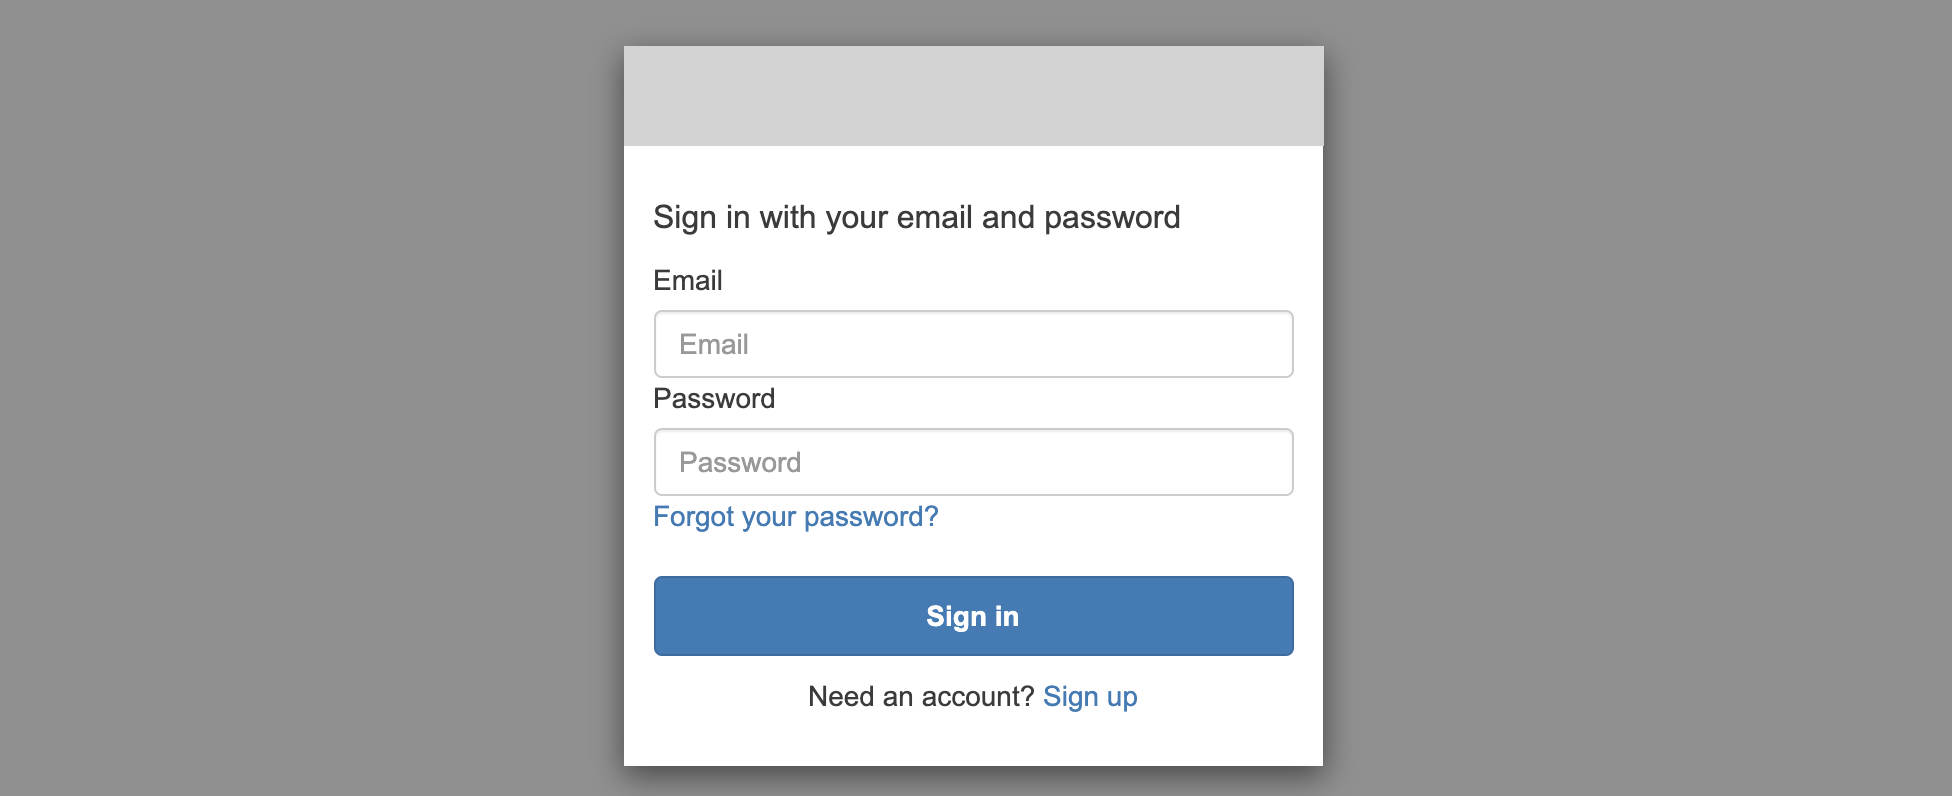 Sign in with your email and password
Email
Email
Password
Password
Forgot your password?
Sign in
Need an account? Sign up